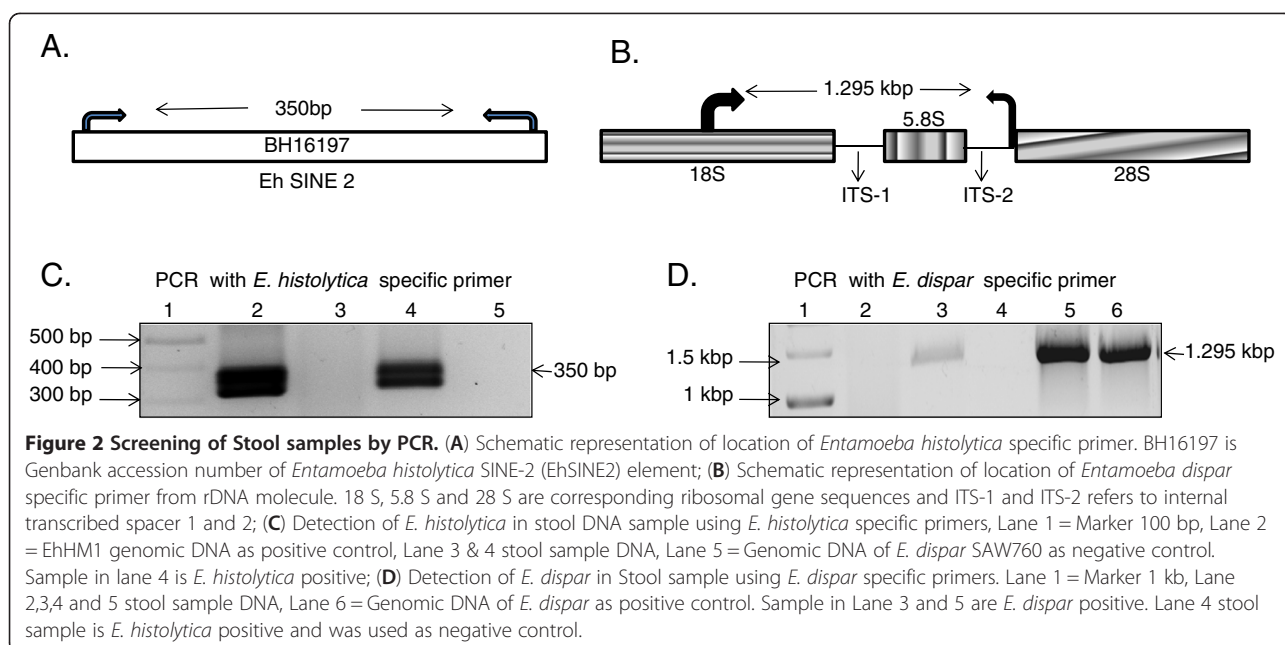 A.
350bp
BH16197
Eh SINE 2
B.
1.295 kbp
5.8S
18S
ITS-1
ITS-2
28S
C.
PCR with E. histolytica specific primer
1 2 3 4 5
500 bp
400 bp
300 bp
350 bp
D.
PCR with E. dispar specific primer
1 2 3 4 5 6
1.5 kbp
1 kbp
1.295 kbp
Figure 2 Screening of Stool samples by PCR. (A) Schematic representation of location of Entamoeba histolytica specific primer. BH16197 is
Genbank accession number of Entamoeba histolytica SINE-2 (EhSINE2) element; (B) Schematic representation of location of Entamoeba dispar
specific primer from rDNA molecule. 18 S, 5.8 S and 28 S are corresponding ribosomal gene sequences and ITS-1 and ITS-2 refers to internal
transcribed spacer 1 and 2; (C) Detection of E. histolytica in stool DNA sample using E. histolytica specific primers, Lane 1 = Marker 100 bp, Lane 2
= EhHM1 genomic DNA as positive control, Lane 3 & 4 stool sample DNA, Lane 5 = Genomic DNA of E. dispar SAW760 as negative control.
Sample in lane 4 is E. histolytica positive; (D) Detection of E. dispar in Stool sample using E. dispar specific primers. Lane 1 = Marker 1 kb, Lane
2,3,4 and 5 stool sample DNA, Lane 6 = Genomic DNA of E. dispar as positive control. Sample in Lane 3 and 5 are E. dispar positive. Lane 4 stool
sample is E. histolytica positive and was used as negative control.